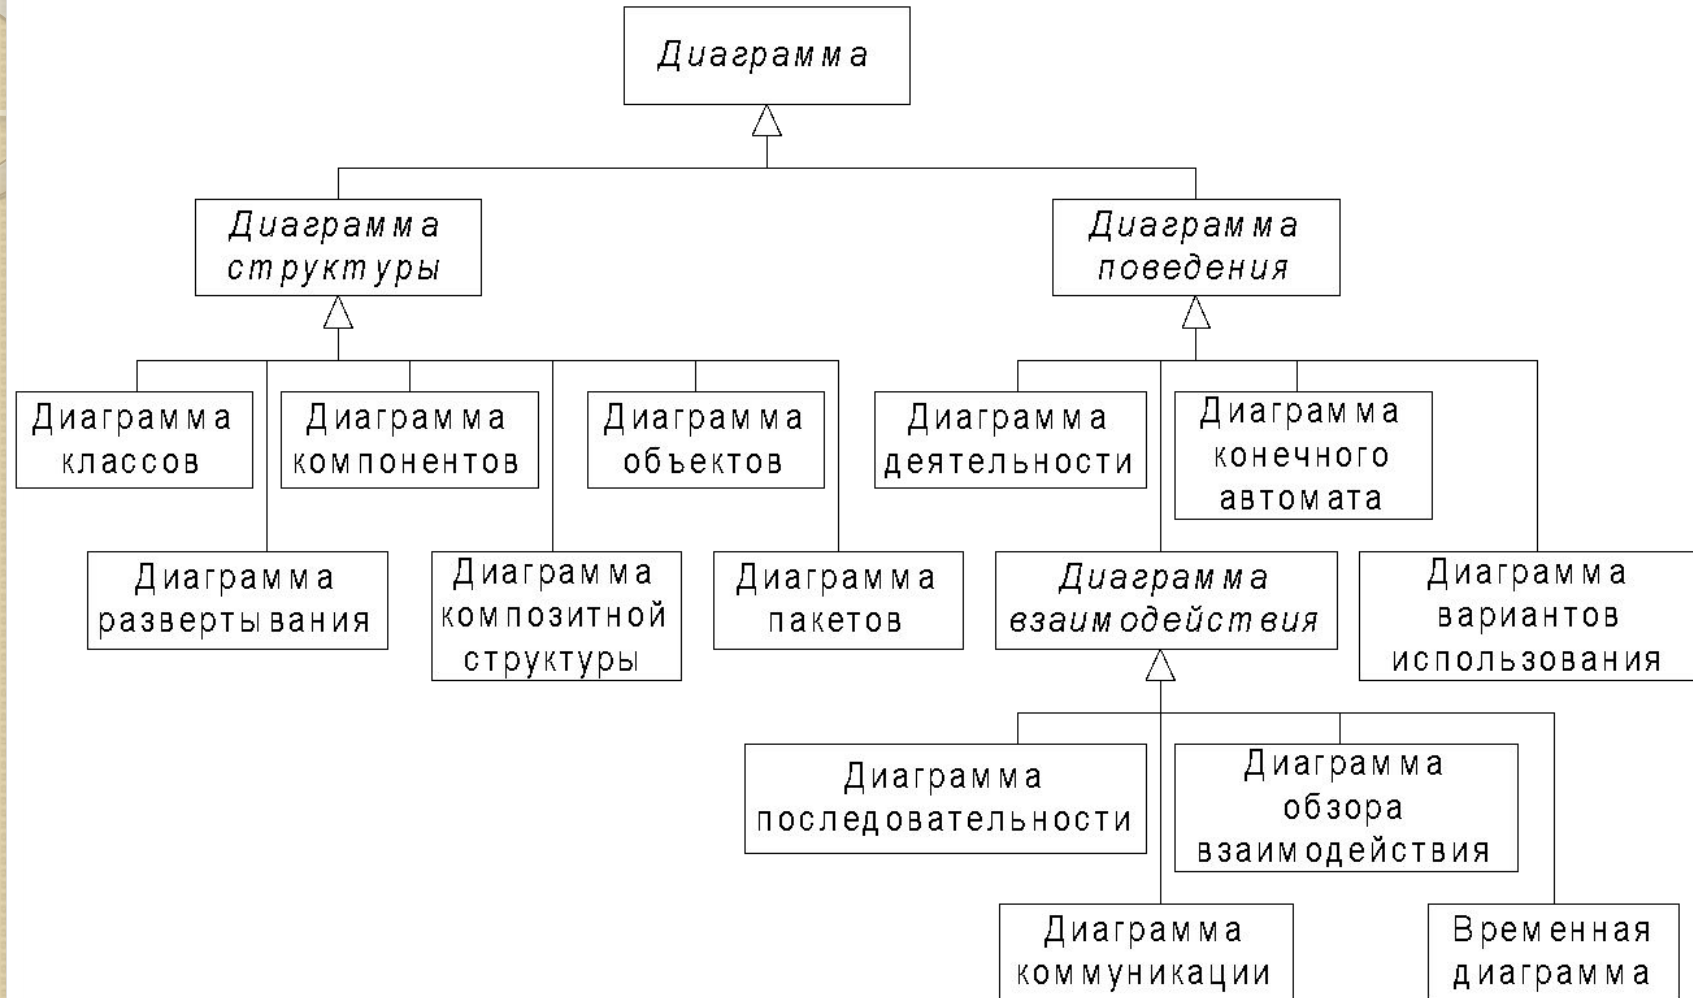 Диаграмма
Диаграмма
структуры
Диаграмма
поведения
Диаграмма
классов
Диаграмма
компонентов
Диаграмма
объектов
Диаграмма
деятельности
Диаграмма
конечного
автомата
Диаграмма
развертывания
Диаграмма
композитной
структуры
Диаграмма
пакетов
Диаграмма
взаимодействия
Диаграмма
вариантов
использования
Диаграмма
последовательности
Диаграмма
обзора
взаимодействия
Диаграмма
коммуникации
Временная
диаграмма